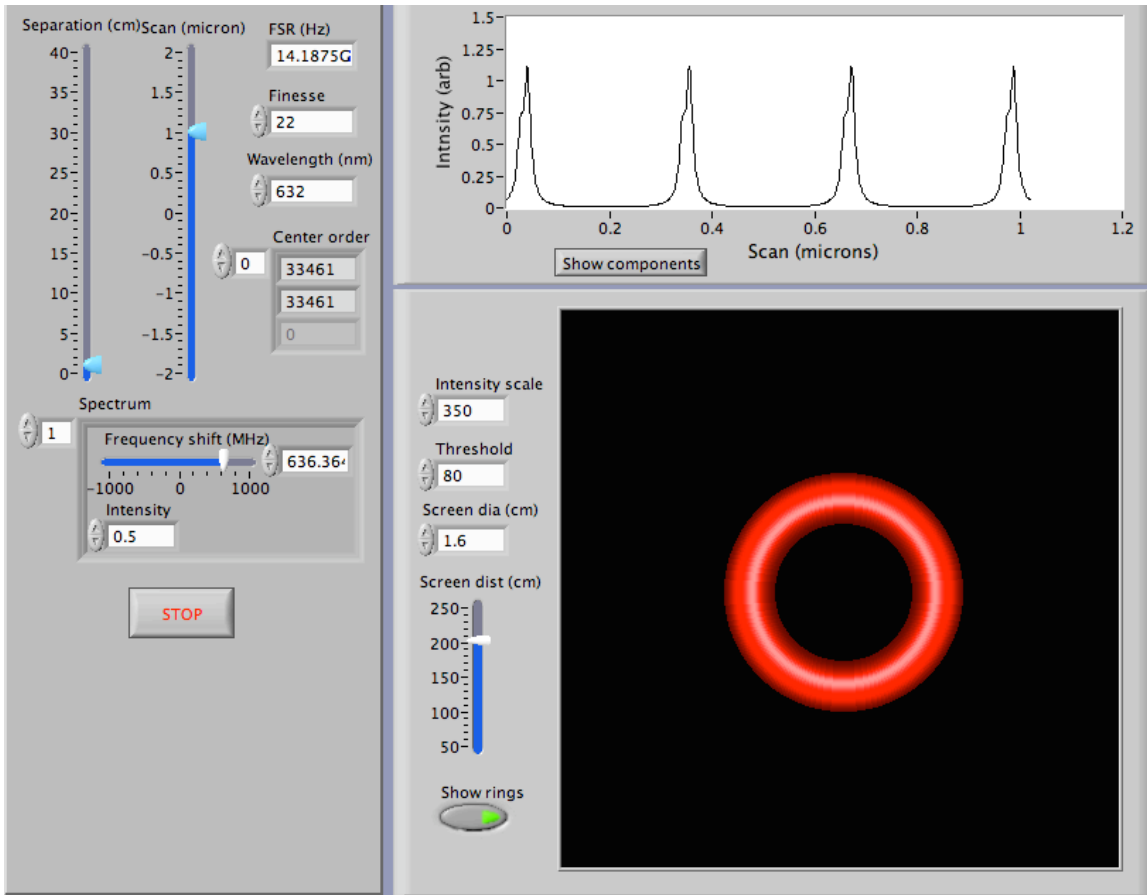 Separation (cm) Scan (micron) FSR (Hz)
14.1875G
40
35
30
25
20
15
10
5
0
2
1.5
1
0.5
0
-0.5
-1
-1.5
-2
Finesse
22
Wavelength (nm)
632
Center order
0
33461
33461
0
Spectrum
1
Frequency shift (MHz)
636.364
-1000 0 1000
Intensity
0.5
STOP
Intnsity (arb)
1.5
1.25
1
0.75
0.5
0.25
0
0 0.2 0.4 0.6 0.8 1 1.2
Scan (microns)
Show components
Intensity scale
350
Threshold
80
Screen dia (cm)
1.6
Screen dist (cm)
250
200
150
100
50
Show rings